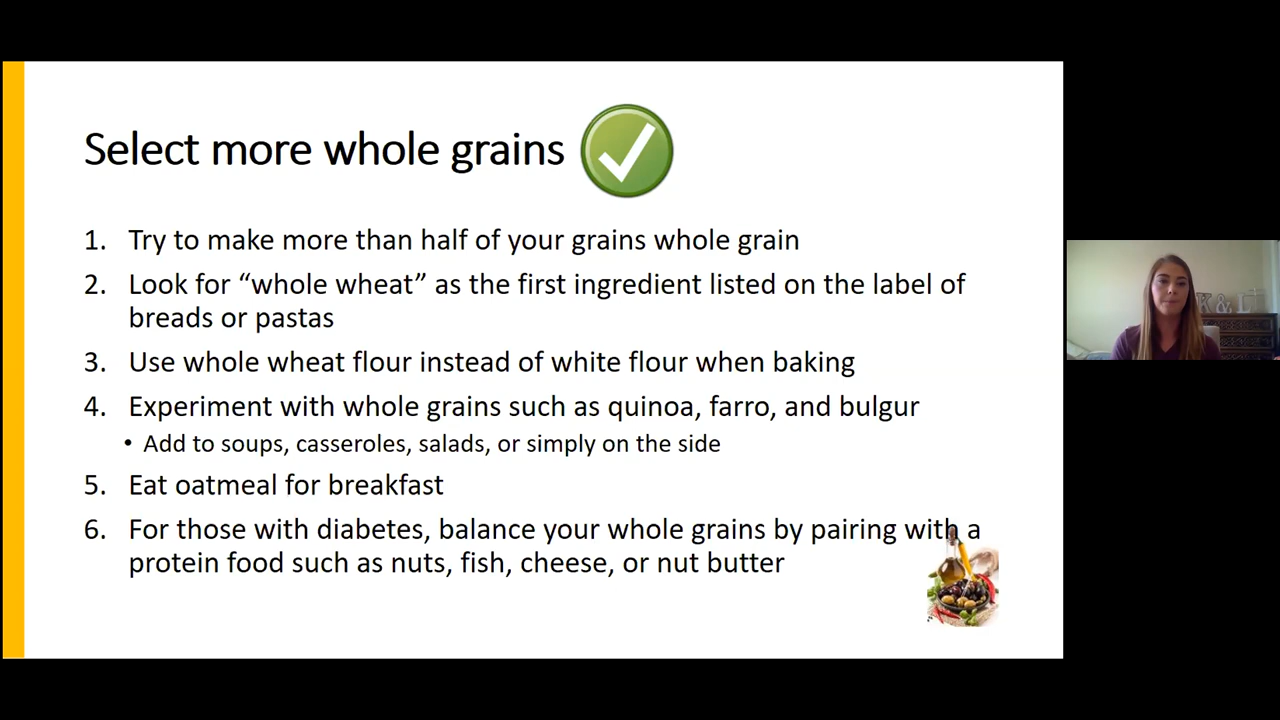 Select more whole grains
1. Try to make more than half of your grains whole grain
2. Look for “whole wheat” as the first ingredient listed on the label of
breads or pastas
3. Use whole wheat flour instead of white flour when baking
4. Experiment with whole grains such as quinoa, farro, and bulgur
• Add to soups, casseroles, salads, or simply on the side
5. Eat oatmeal for breakfast
6. For those with diabetes, balance your whole grains by pairing with a
protein food such as nuts, fish, cheese, or nut butter
K & L